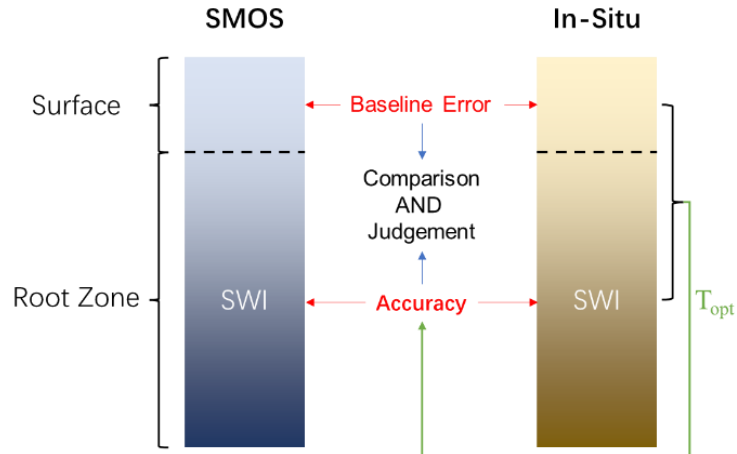 SMOS
In-Situ
Surface
Baseline Error
Comparison
AND
Judgement
Root Zone
SWI
Accuracy
SWI
Topt